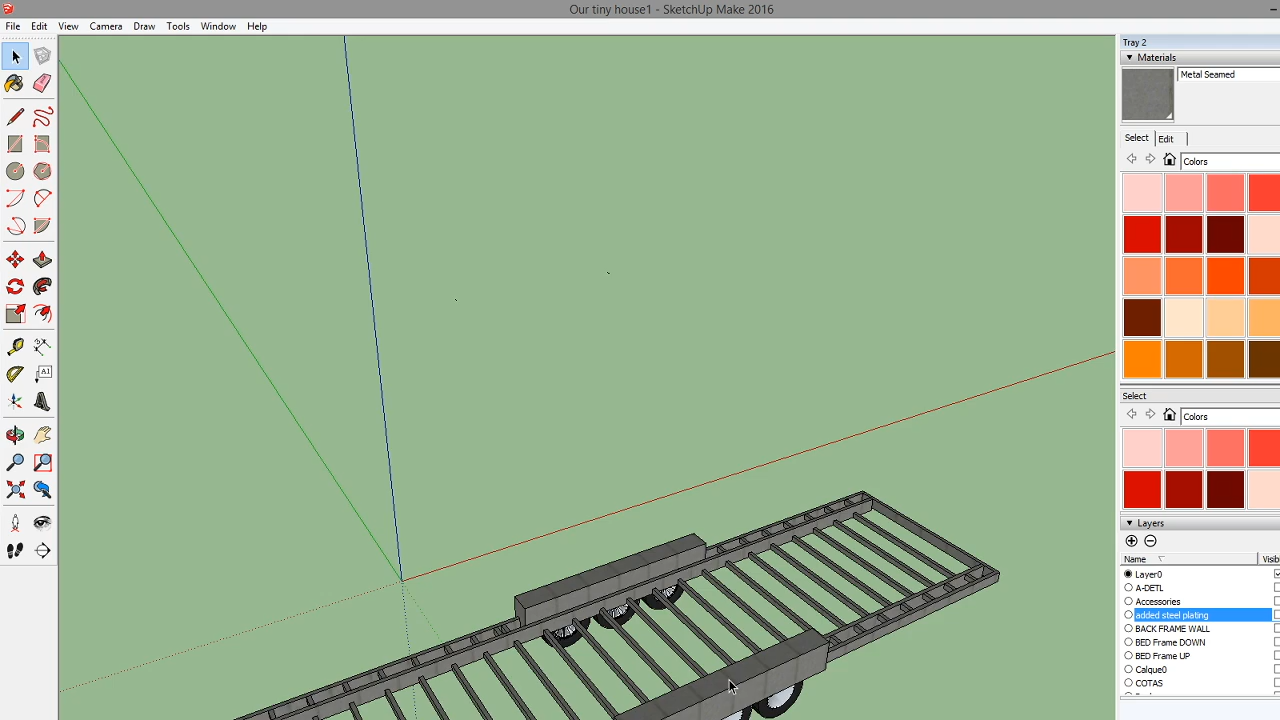 Our tiny house1 - SketchUp Make 2016
File Edit View Camera Draw Tools Window Help
Tray 2
Materials
Metal Seamed
Select Edit
Colors
Select
Colors
Layers
Name Visib
Layer0
A-DETL
Accessories
added steel plating
BACK FRAME WALL
BED Frame DOWN
BED Frame UP
Calque0
COTAS